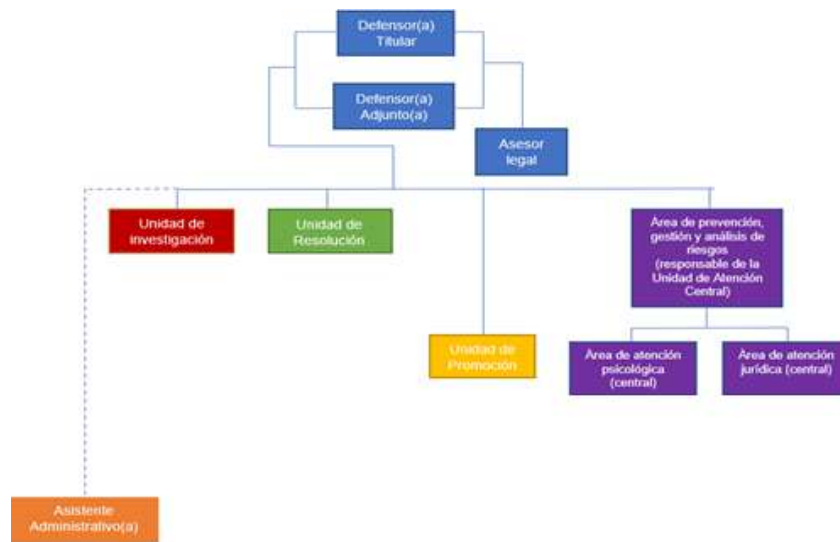 Defensor(a)
Titular
Defensor(a)
Adjunto(a)
Asesor
legal
Unidad de
investigación
Unidad de
Resolución
Área de prevención,
gestión y análisis de
riesgos
(responsable de la
Unidad de Atención
Central)
Unidad de
Promoción
Área de atención
psicológica
(central)
Área de atención
jurídica (central)
Asistente
Administrativo(a)